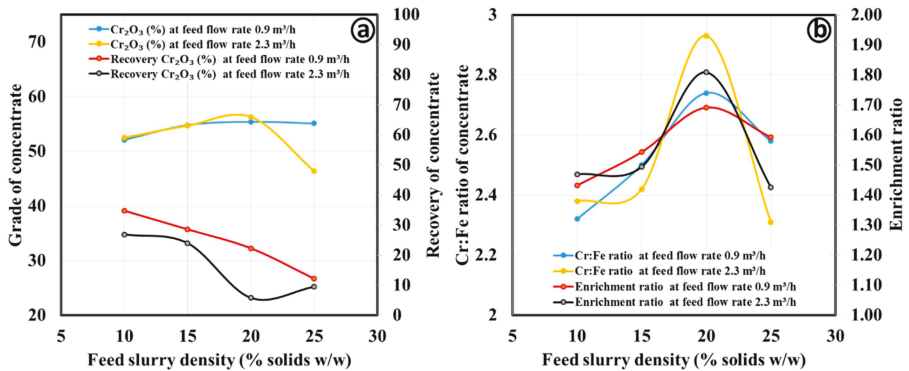 a
Cr₂O₃ (%) at feed flow rate 0.9 m³/h
Cr₂O₃ (%) at feed flow rate 2.3 m³/h
Recovery Cr₂O₃ (%) at feed flow rate 0.9 m³/h
Recovery Cr₂O₃ (%) at feed flow rate 2.3 m³/h
Grade of concentrate
70
60
50
40
30
20
Recovery of concentrate
100
90
80
70
60
50
40
30
20
10
0
5 10 15 20 25 30
Feed slurry density (% solids w/w)
b
Cr:Fe ratio of concentrate
3
2.8
2.6
2.4
2.2
2
Enrichment ratio
2.00
1.90
1.80
1.70
1.60
1.50
1.40
1.30
1.20
1.10
1.00
Cr:Fe ratio at feed flow rate 0.9 m³/h
Cr:Fe ratio at feed flow rate 2.3 m³/h
Enrichment ratio at feed flow rate 0.9 m³/h
Enrichment ratio at feed flow rate 2.3 m³/h
5 10 15 20 25 30
Feed slurry density (% solids w/w)